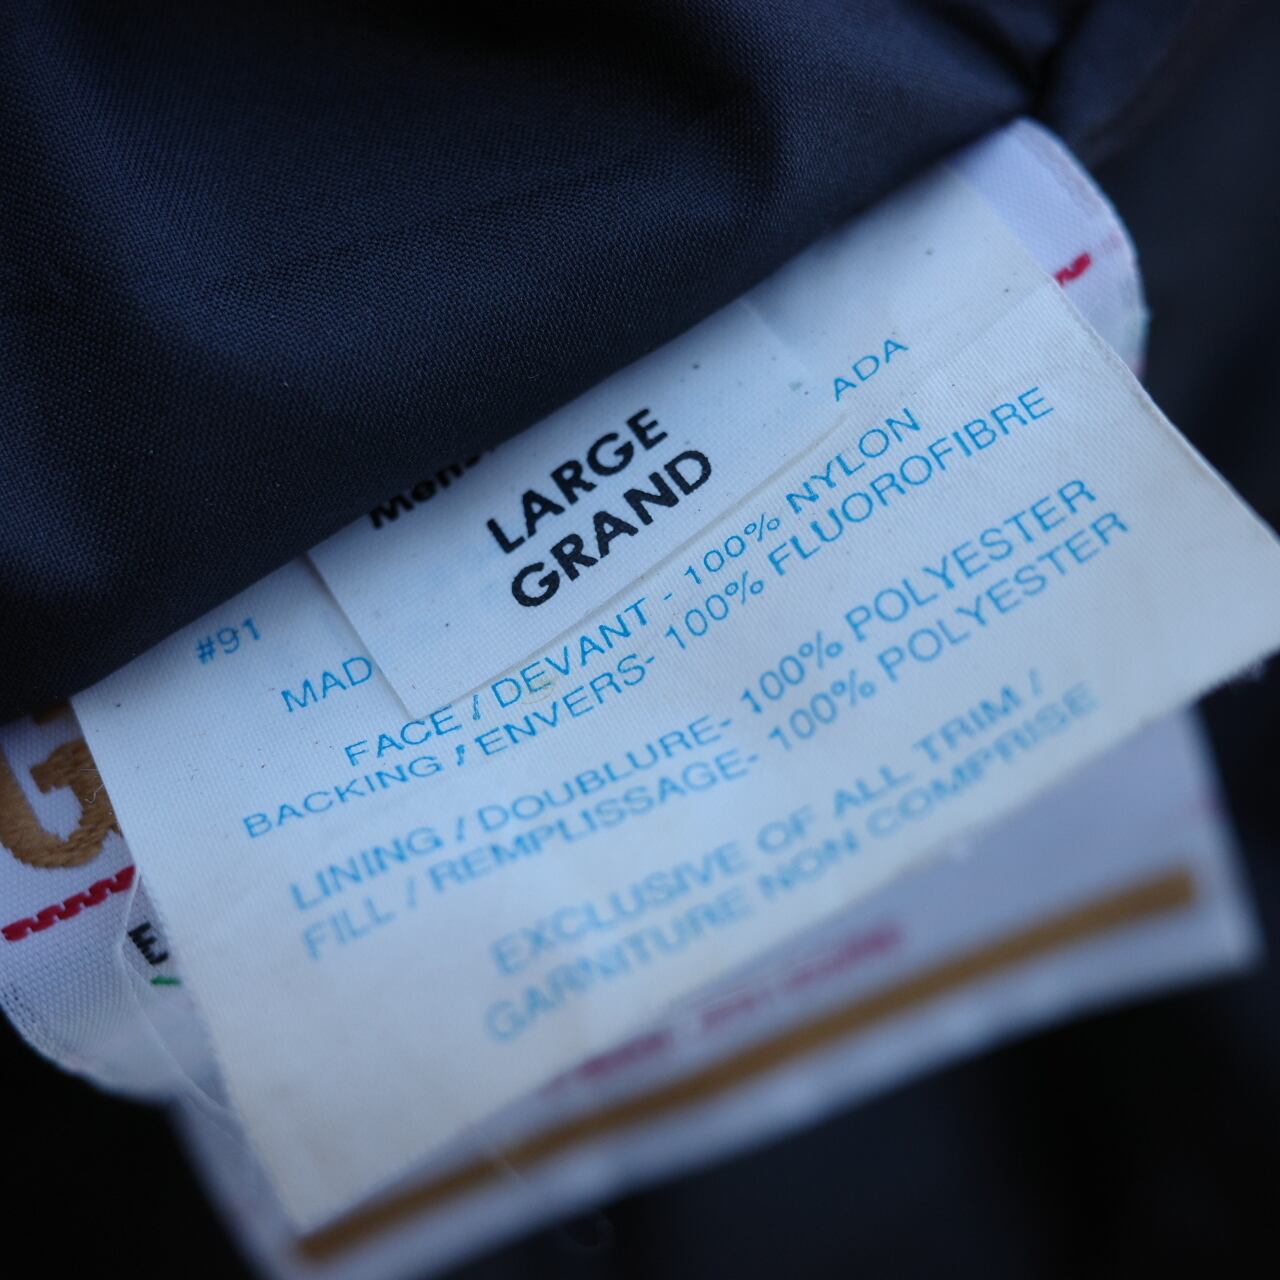 Men
LARGE
GRAND
#91
MAD ADA
FACE / DEVANT - 100% NYLON
BACKING / ENVERS- 100% FLUOROFIBRE
LINING / DOUBLURE- 100% POLYESTER
FILL / REMPLISSAGE- 100% POLYESTER
EXCLUSIVE OF ALL TRIM /
GARNITURE NON COMPRISE
E